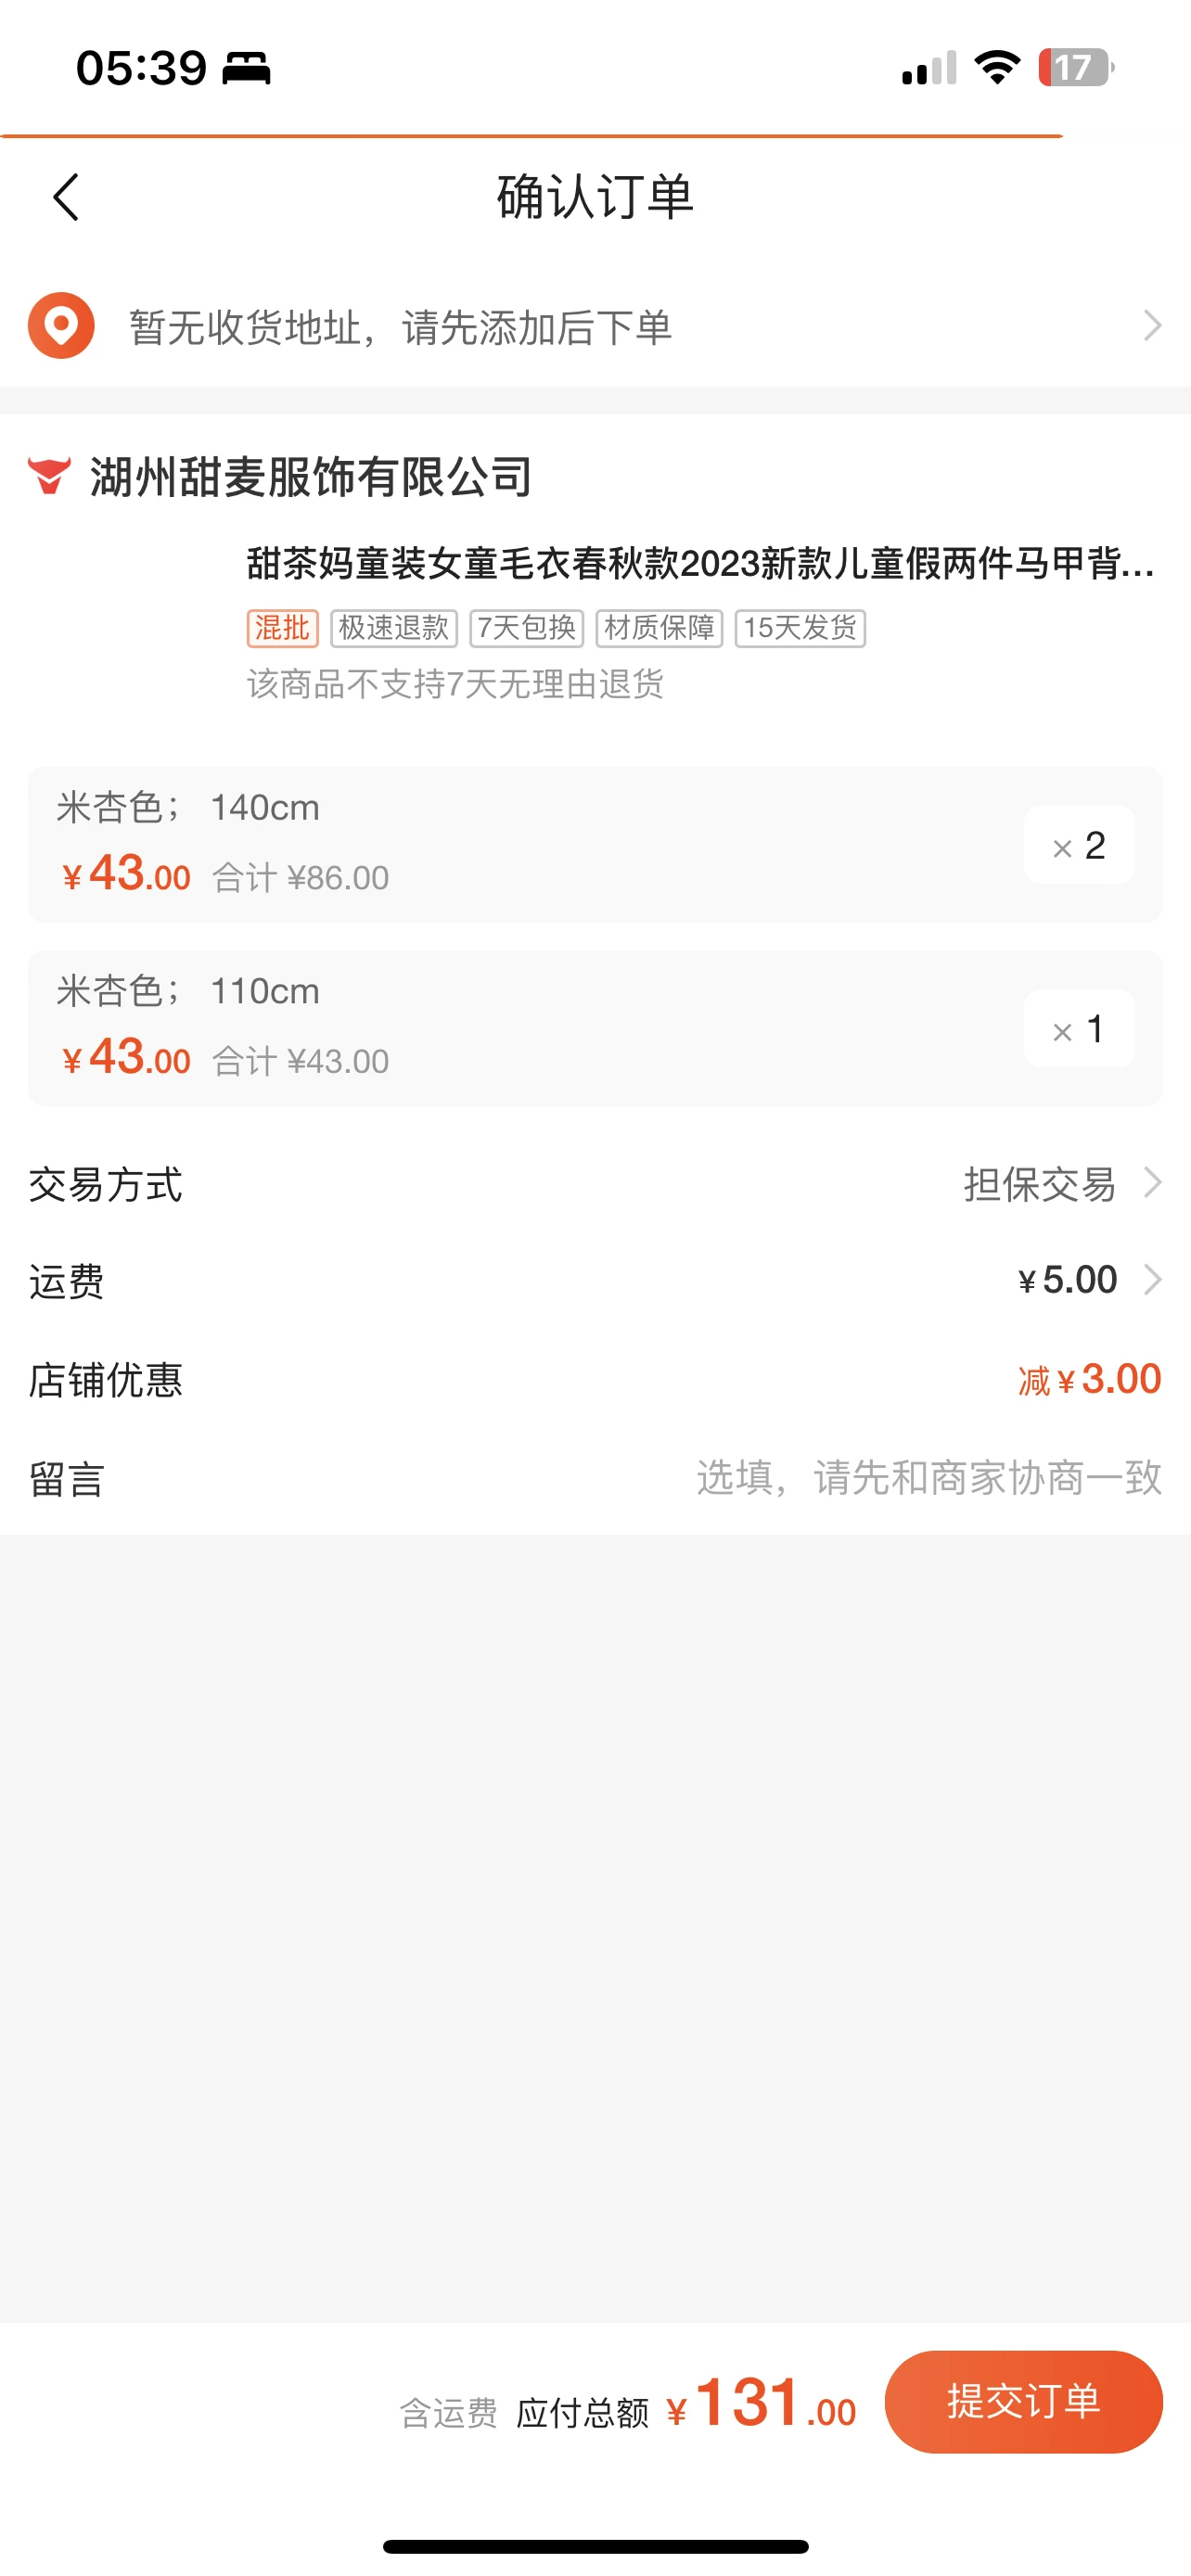 05:39
17
确认订单
暂无收货地址，请先添加后下单
湖州甜麦服饰有限公司
甜茶妈童装女童毛衣春秋款2023新款儿童假两件马甲背...
混批 极速退款 7天包换 材质保障 15天发货
该商品不支持7天无理由退货
米杏色； 140cm
¥43.00 合计 ¥86.00
× 2
米杏色； 110cm
¥43.00 合计 ¥43.00
× 1
交易方式 担保交易
运费 ¥5.00
店铺优惠 减¥3.00
留言 选填，请先和商家协商一致
含运费 应付总额 ¥131.00 提交订单